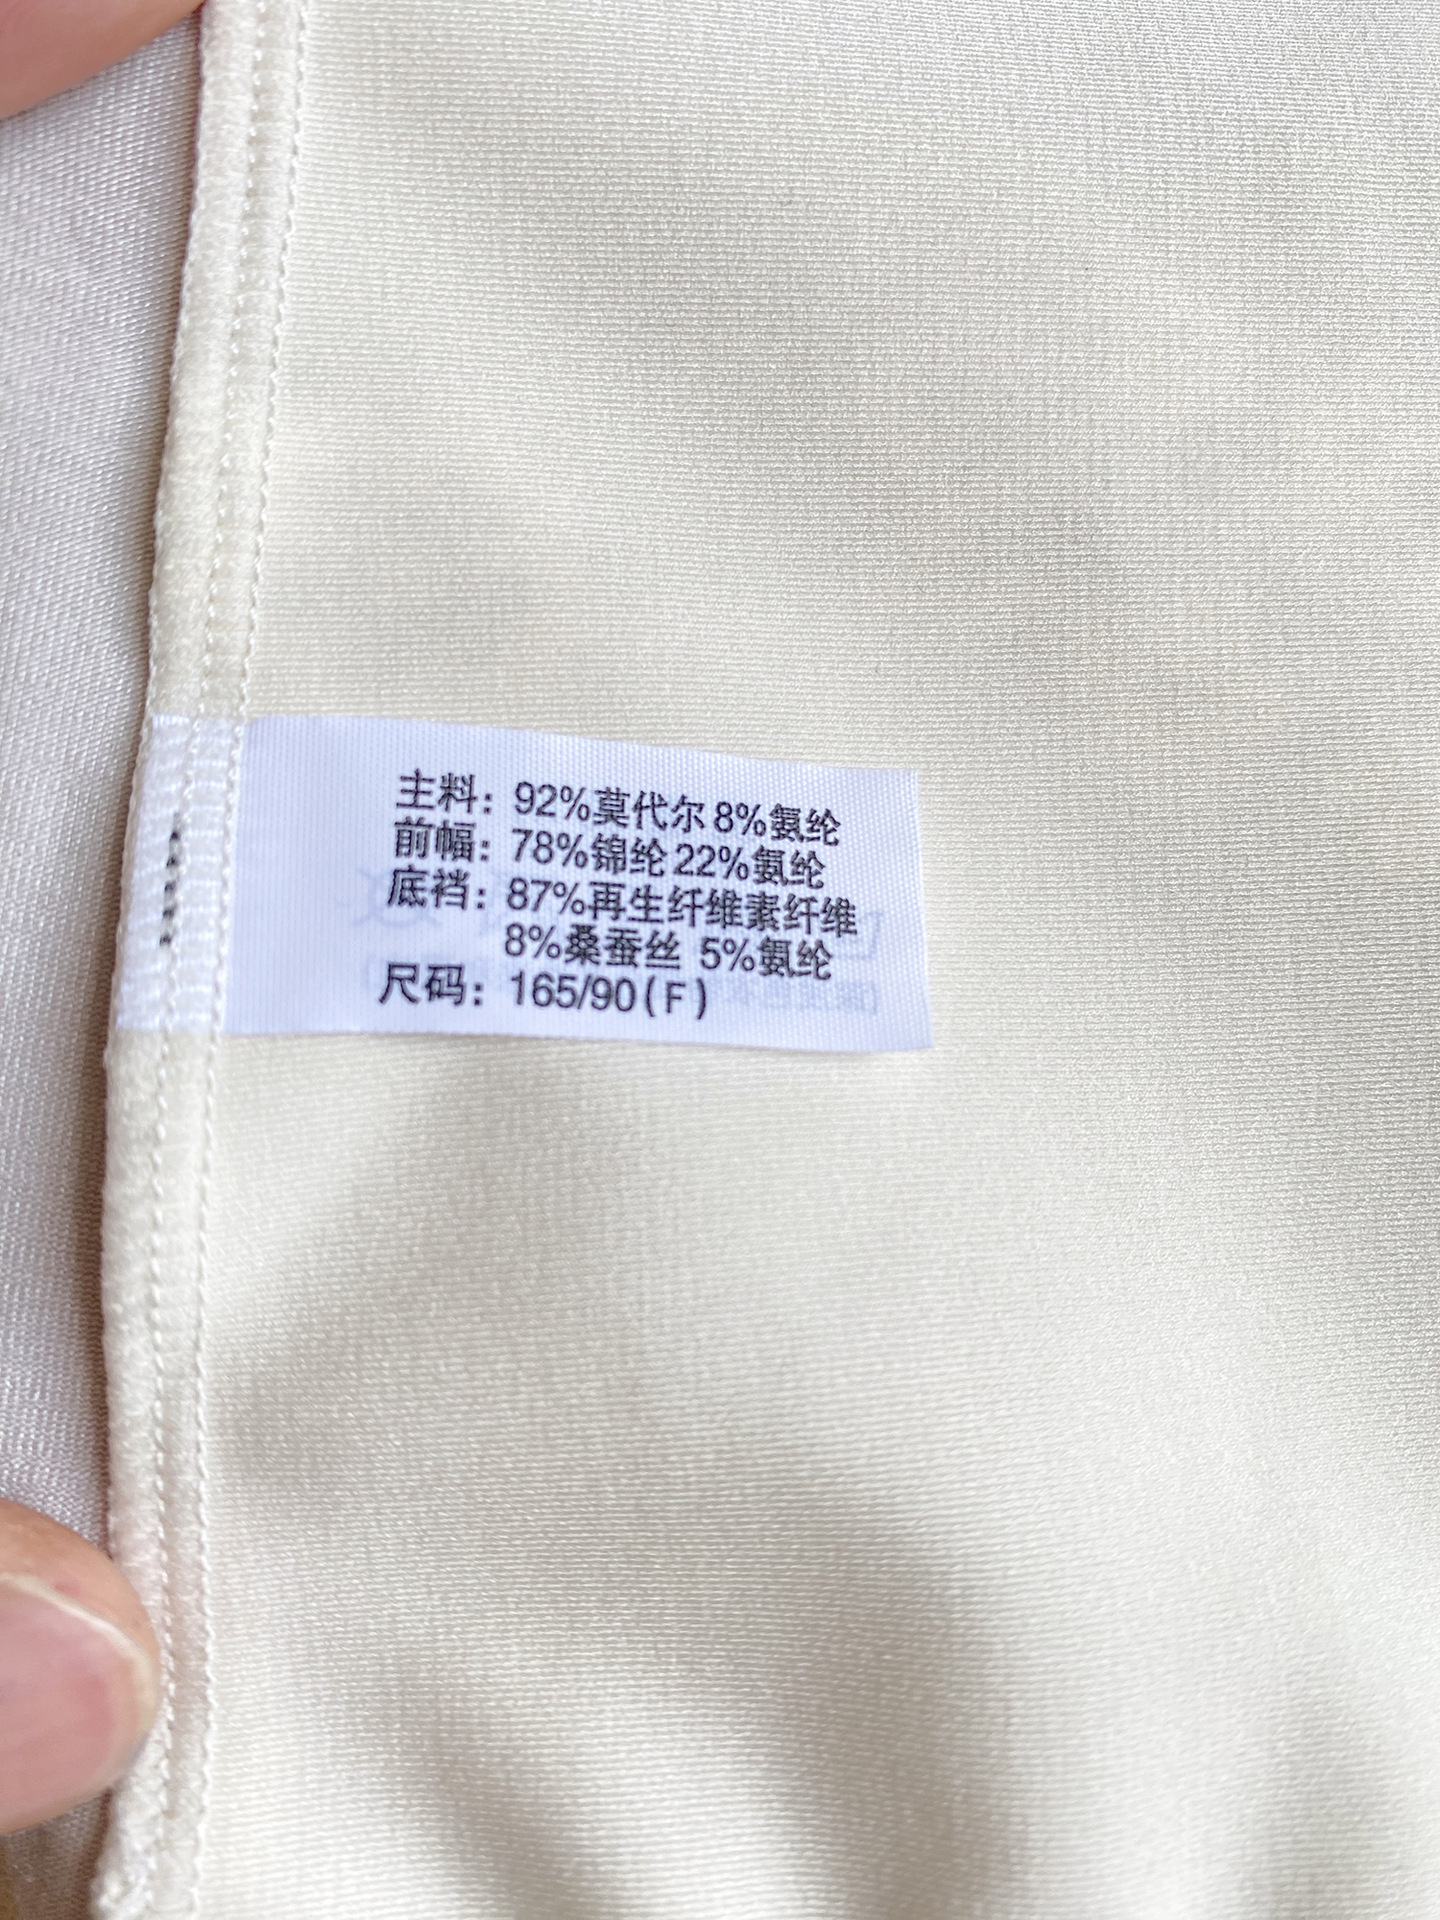 主料：92%莫代尔 8%氨纶
前幅：78%锦纶 22%氨纶
底裆：87%再生纤维素纤维
8%桑蚕丝 5%氨纶
尺码：165/90(F)